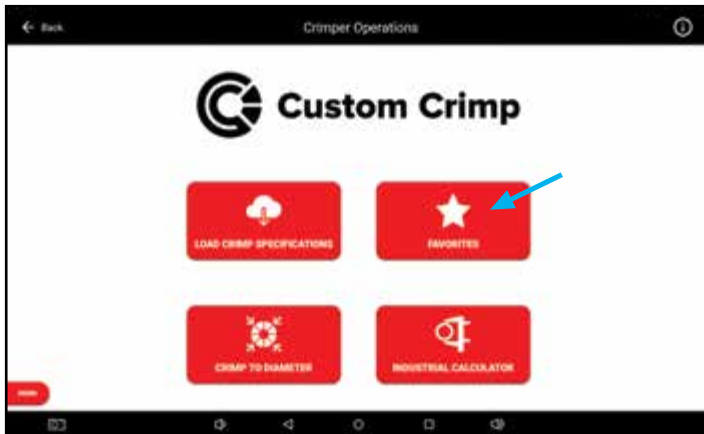 Back
Crimper Operations
Custom Crimp
LOAD CRIMP SPECIFICATIONS
FAVORITES
CRIMP TO DIAMETER
INDUSTRIAL CALCULATOR